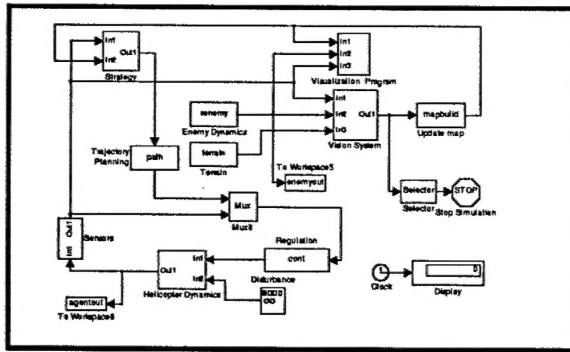 In1
Out1
In2
Strategy
In1
In2
In3
Visualization Program
xenemy
Enemy Dynamics
In1
In2
Out1
In3
Vision System
mapbuild
Update map
Trajectory
Planning
path
terrain
Terrain
To Workspace5
enemyout
Selector
Selector
STOP
Stop Simulation
Mux
Mux8
Out1
In1
Sensors
Regulation
cont
Out1
In1
In2
Helicopter Dynamics
Disturbance
agentout
To Workspace6
Clock
0
Display